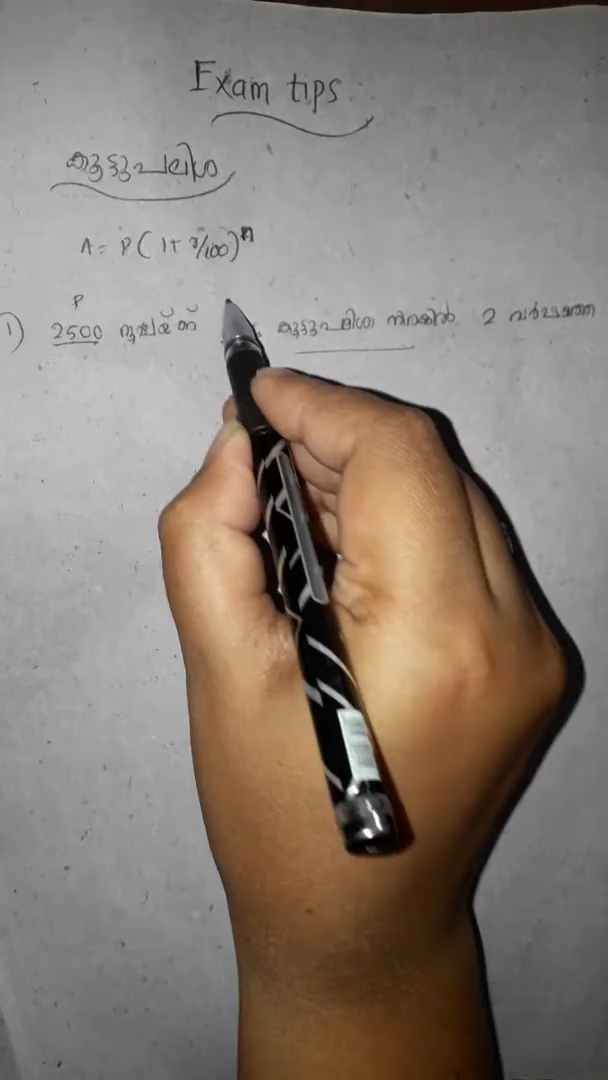 Exam tips
കൂട്ടുപലിശ
A = P ( 1 + r/100 )ⁿ
P
1) 2500 രൂപയ്ക്ക് കൂട്ടുപലിശ നിരക്കിൽ 2 വർഷത്തെ